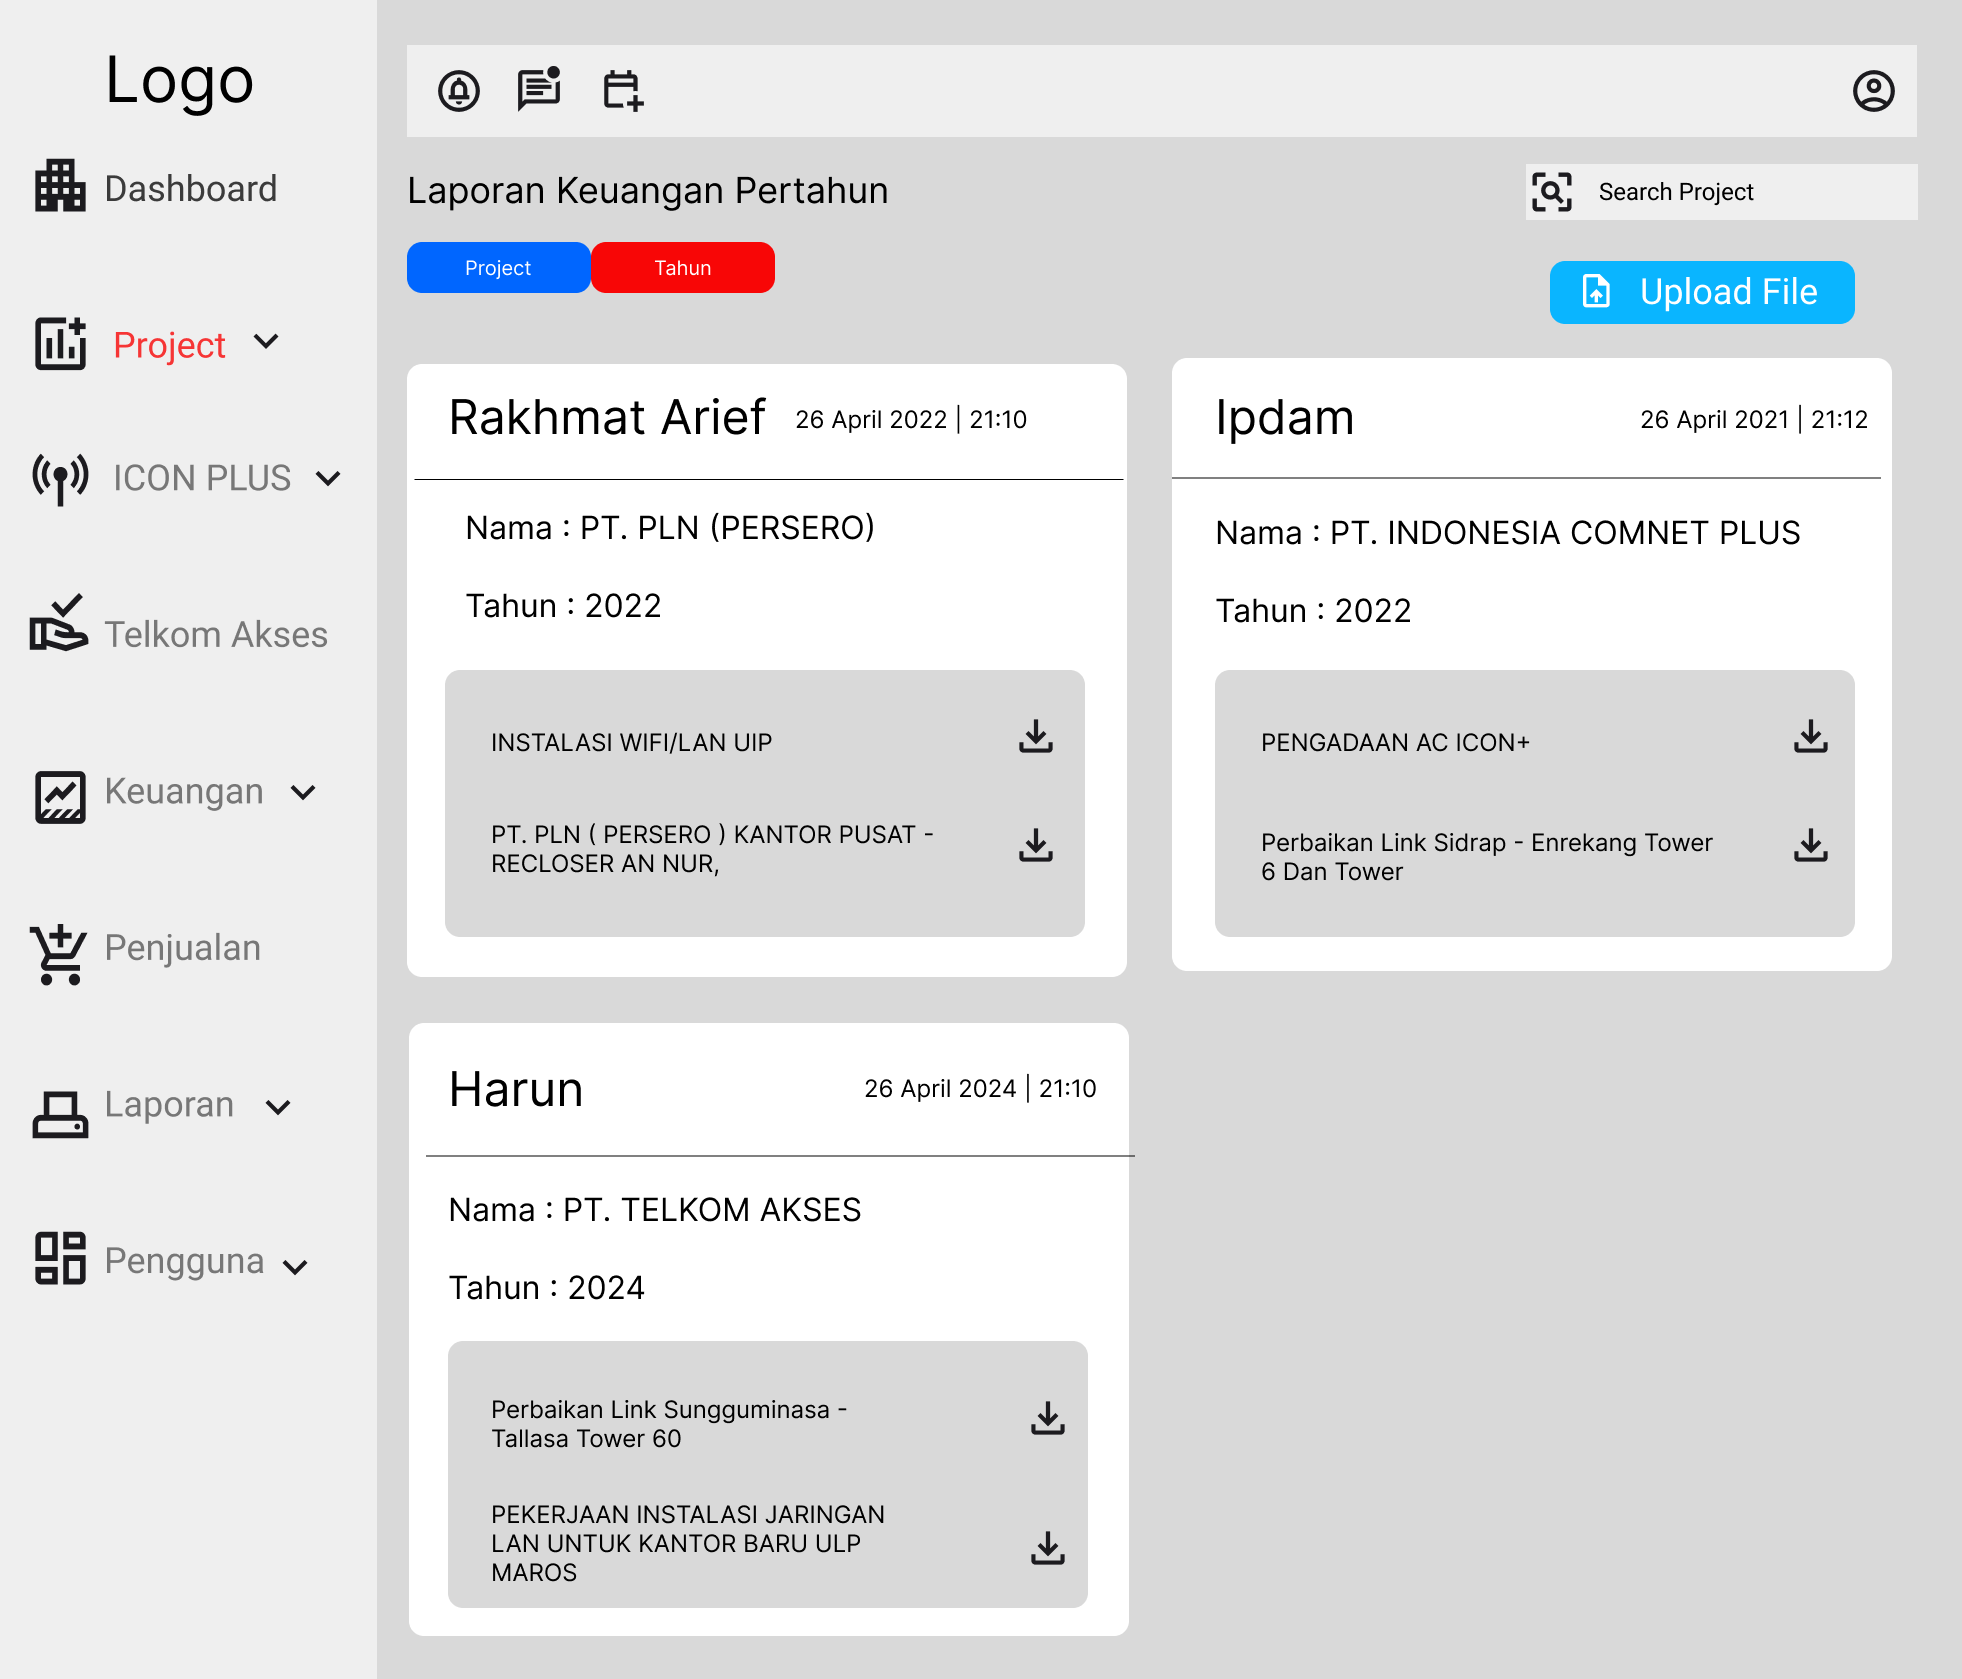 Logo
Dashboard
Project
ICON PLUS
Telkom Akses
Keuangan
Penjualan
Laporan
Pengguna
Laporan Keuangan Pertahun
Search Project
Project
Tahun
Upload File
Rakhmat Arief
26 April 2022 | 21:10
Nama : PT. PLN (PERSERO)
Tahun : 2022
INSTALASI WIFI/LAN UIP
PT. PLN ( PERSERO ) KANTOR PUSAT -
RECLOSER AN NUR,
Ipdam
26 April 2021 | 21:12
Nama : PT. INDONESIA COMNET PLUS
Tahun : 2022
PENGADAAN AC ICON+
Perbaikan Link Sidrap - Enrekang Tower
6 Dan Tower
Harun
26 April 2024 | 21:10
Nama : PT. TELKOM AKSES
Tahun : 2024
Perbaikan Link Sungguminasa -
Tallasa Tower 60
PEKERJAAN INSTALASI JARINGAN
LAN UNTUK KANTOR BARU ULP
MAROS